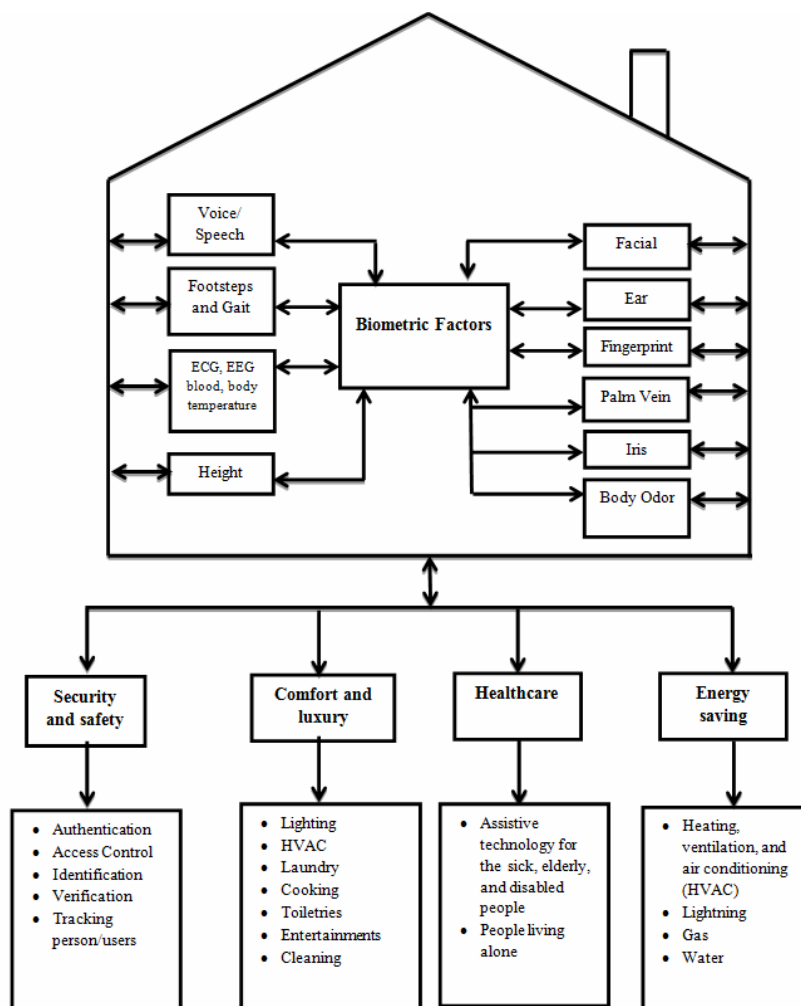 Voice/
Speech
Footsteps
and Gait
ECG, EEG
blood, body
temperature
Height
Biometric Factors
Facial
Ear
Fingerprint
Palm Vein
Iris
Body Odor
Security
and safety
Comfort and
luxury
Healthcare
Energy
saving
• Authentication
• Access Control
• Identification
• Verification
• Tracking
person/users
• Lighting
• HVAC
• Laundry
• Cooking
• Toiletries
• Entertainments
• Cleaning
• Assistive
technology for
the sick, elderly,
and disabled
people
• People living
alone
• Heating,
ventilation, and
air conditioning
(HVAC)
• Lightning
• Gas
• Water